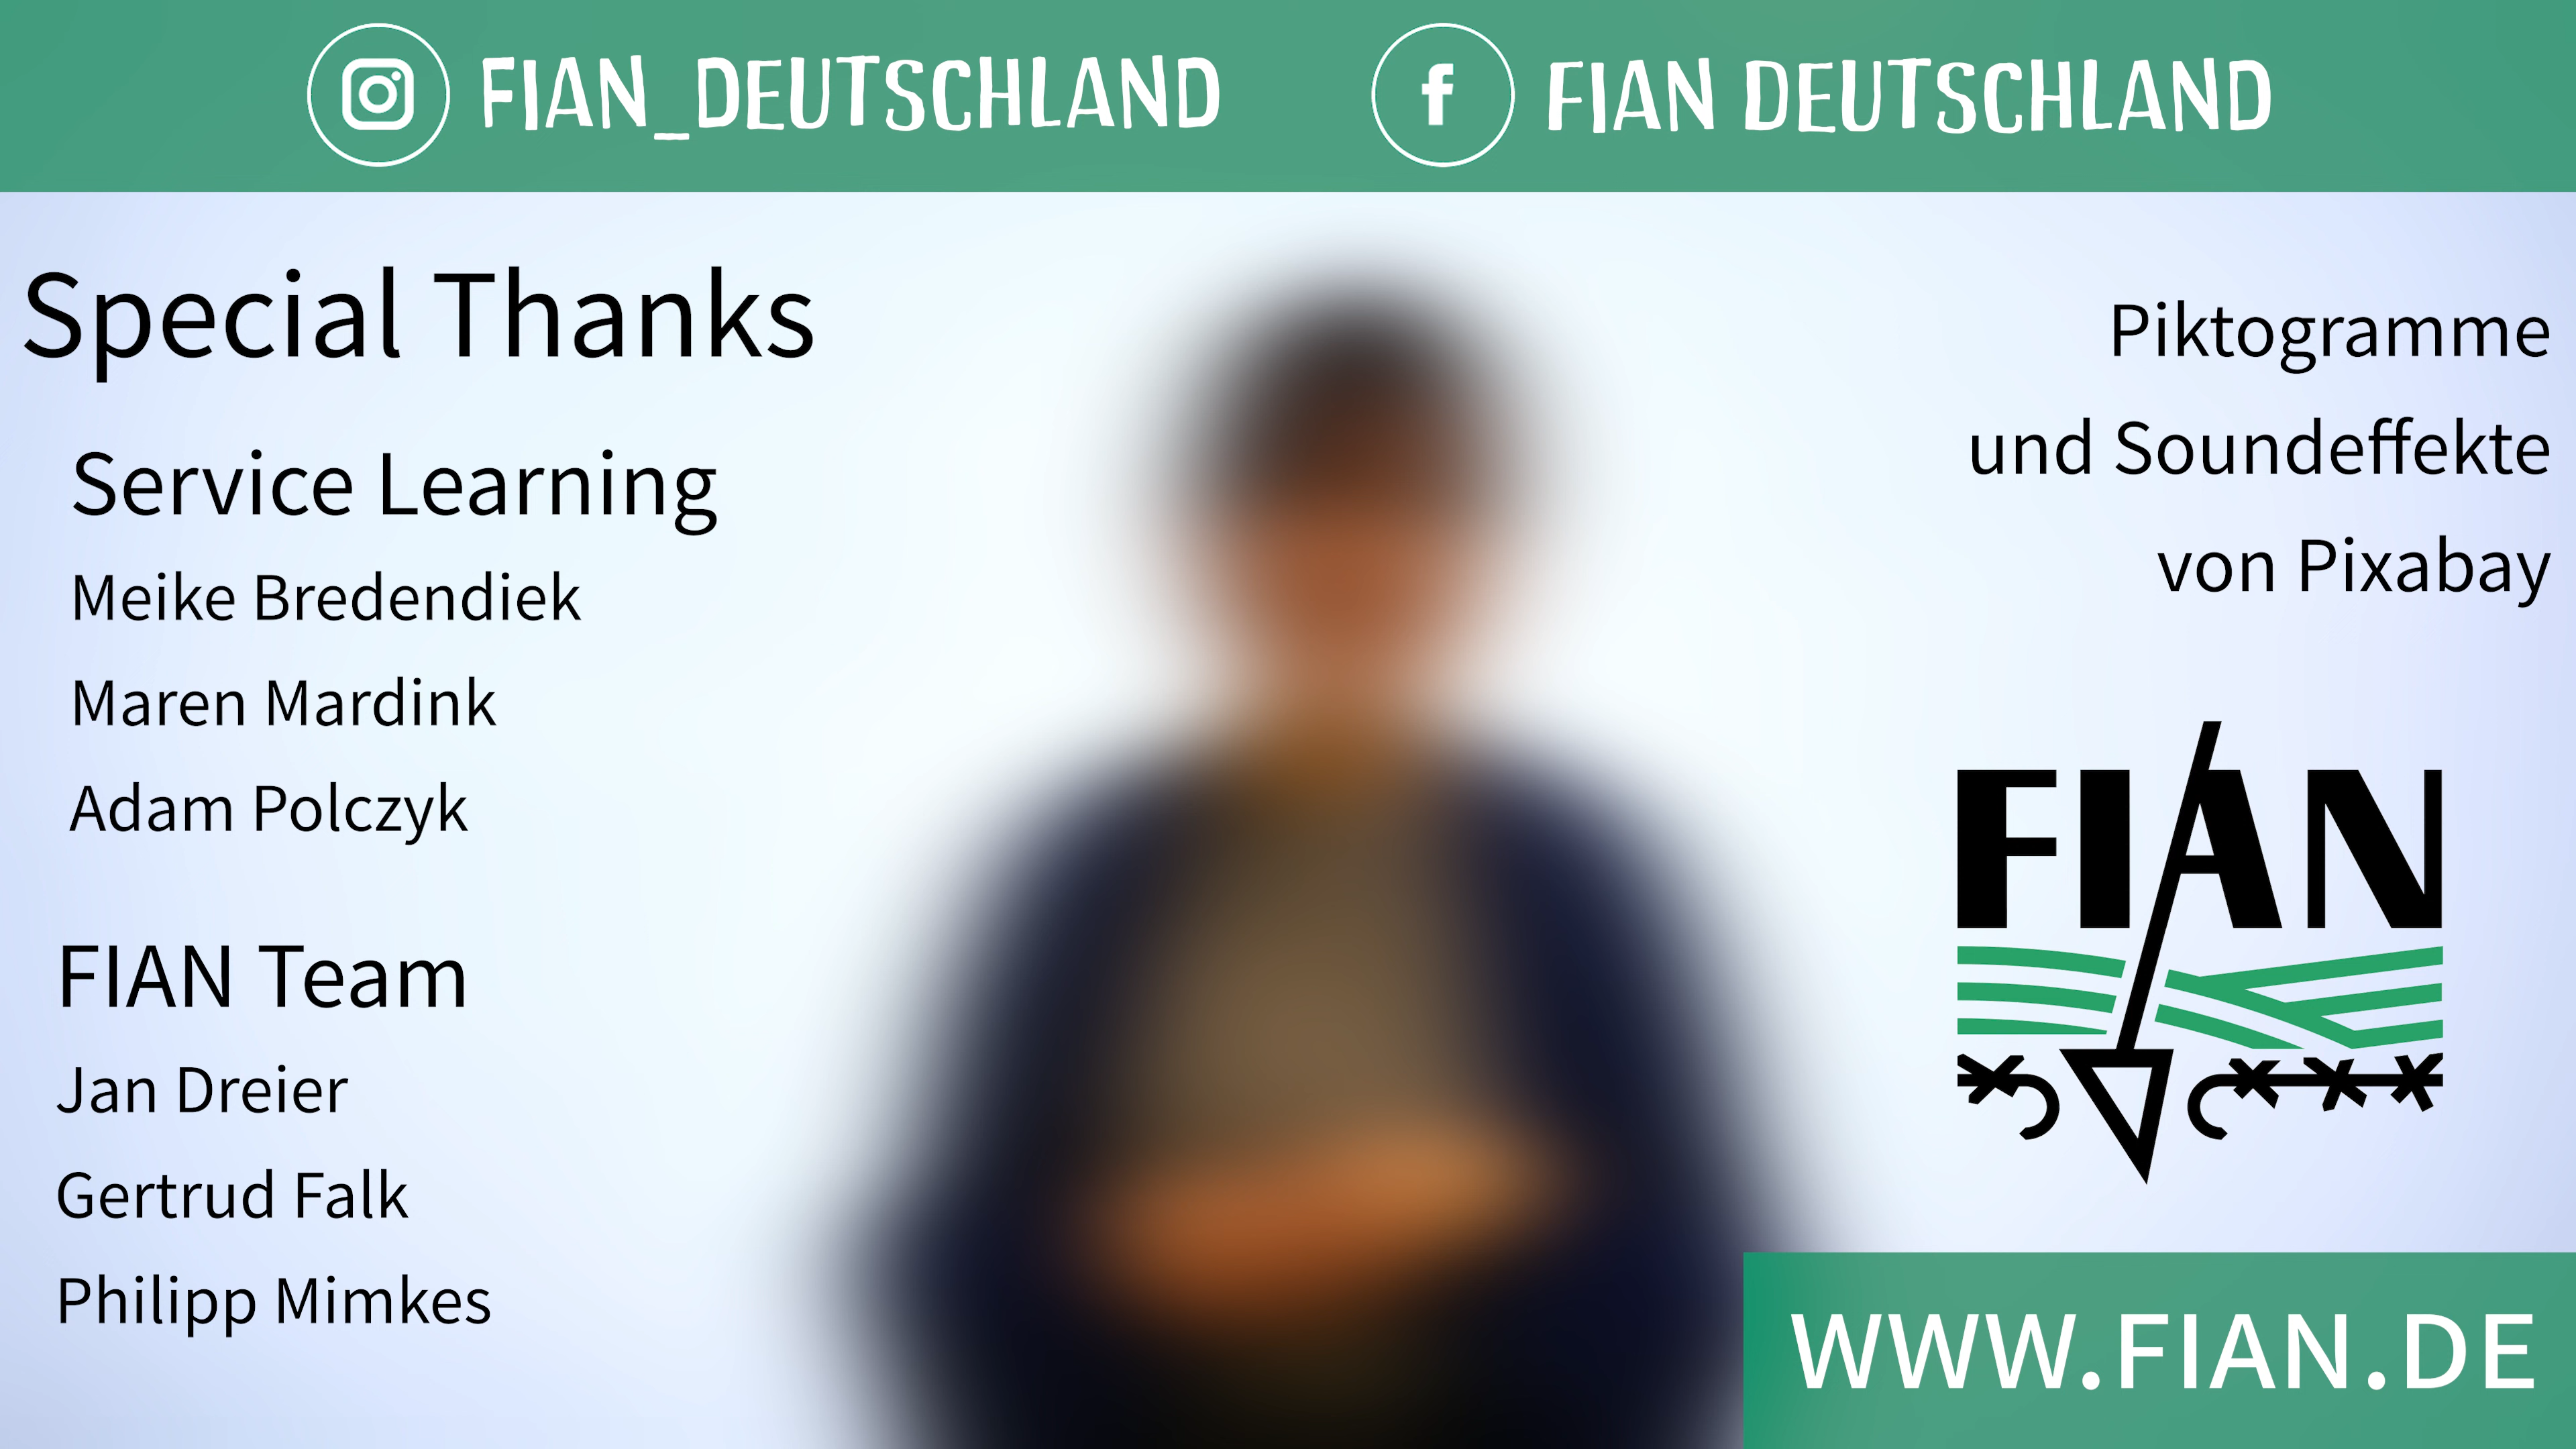 FIAN_DEUTSCHLAND
FIAN DEUTSCHLAND
Special Thanks
Service Learning
Meike Bredendiek
Maren Mardink
Adam Polczyk
FIAN Team
Jan Dreier
Gertrud Falk
Philipp Mimkes
Piktogramme
und Soundeffekte
von Pixabay
FIAN
WWW.FIAN.DE